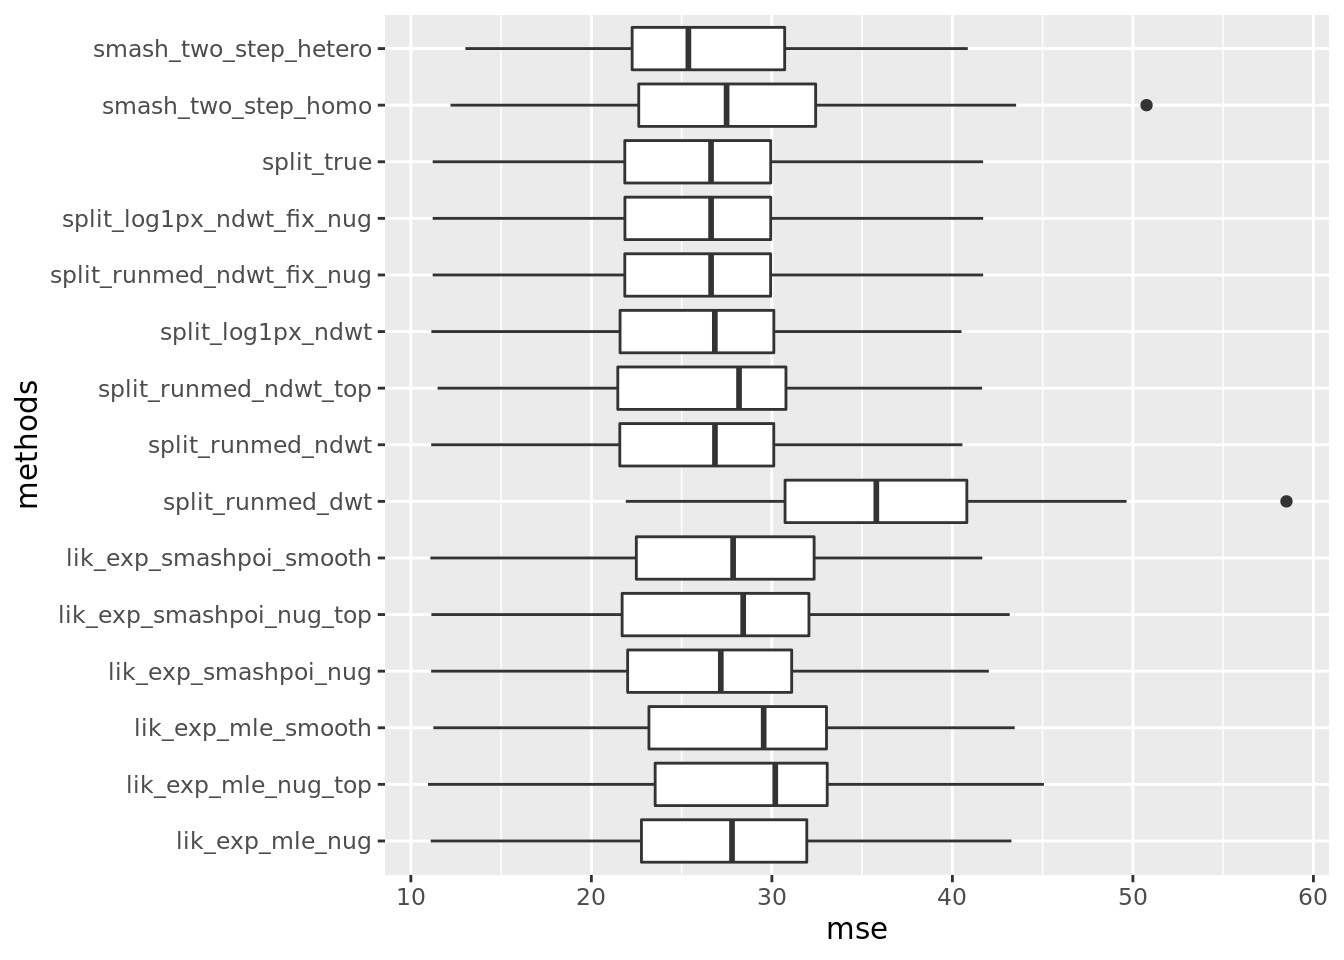 smash_two_step_hetero
smash_two_step_homo
split_true
split_log1px_ndwt_fix_nug
split_runmed_ndwt_fix_nug
split_log1px_ndwt
split_runmed_ndwt_top
split_runmed_ndwt
split_runmed_dwt
lik_exp_smashpoi_smooth
lik_exp_smashpoi_nug_top
lik_exp_smashpoi_nug
lik_exp_mle_smooth
lik_exp_mle_nug_top
lik_exp_mle_nug
methods
10 20 30 40 50 60
mse